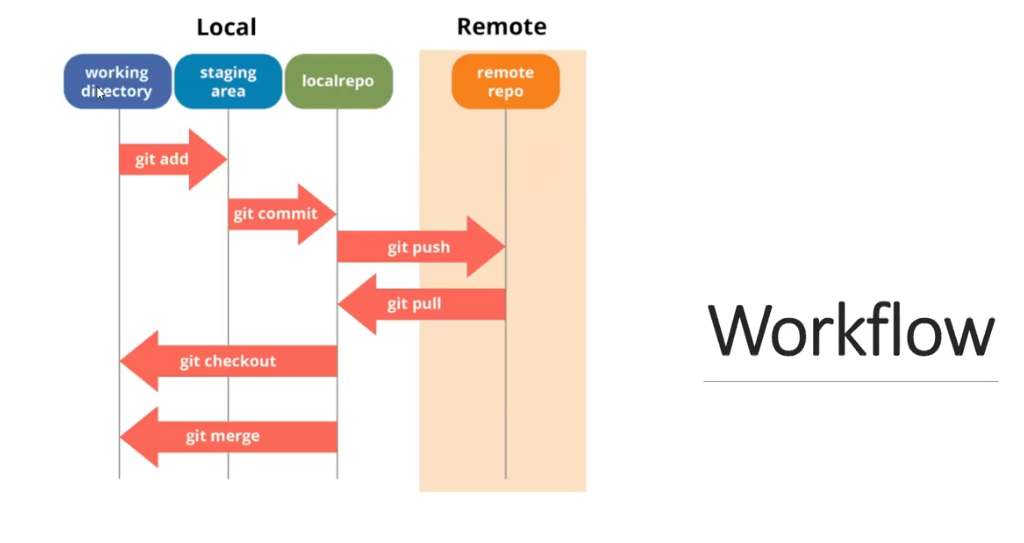 Local
Remote
working
directory
staging
area
localrepo
remote
repo
git add
git commit
git push
git pull
git checkout
git merge
Workflow